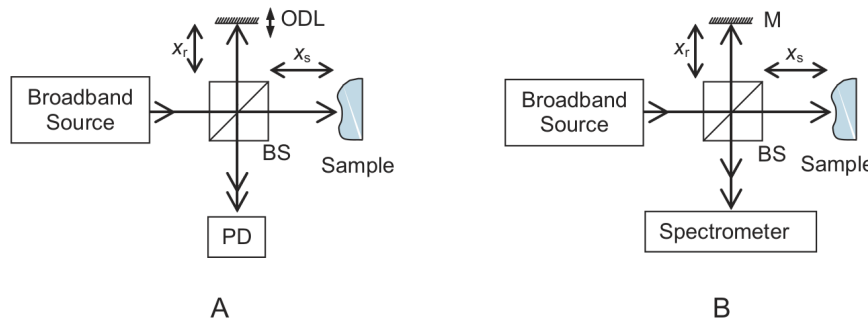 ODL
x_r
x_s
Broadband
Source
BS
Sample
PD
A
M
x_r
x_s
Broadband
Source
BS
Sample
Spectrometer
B